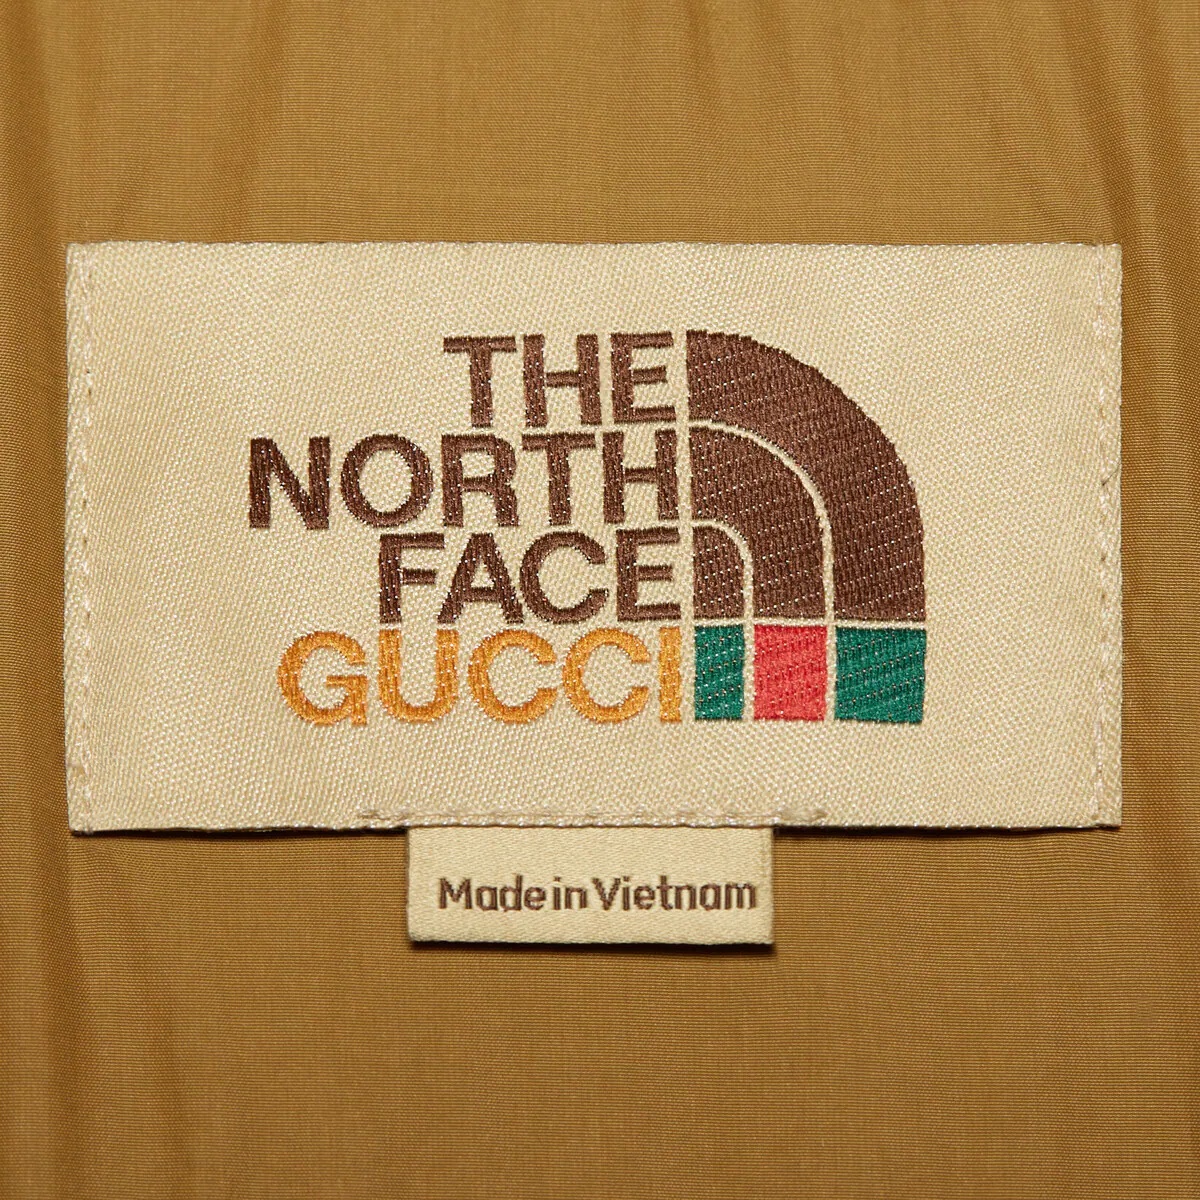 THE
NORTH
FACE
GUCCI
Made in Vietnam